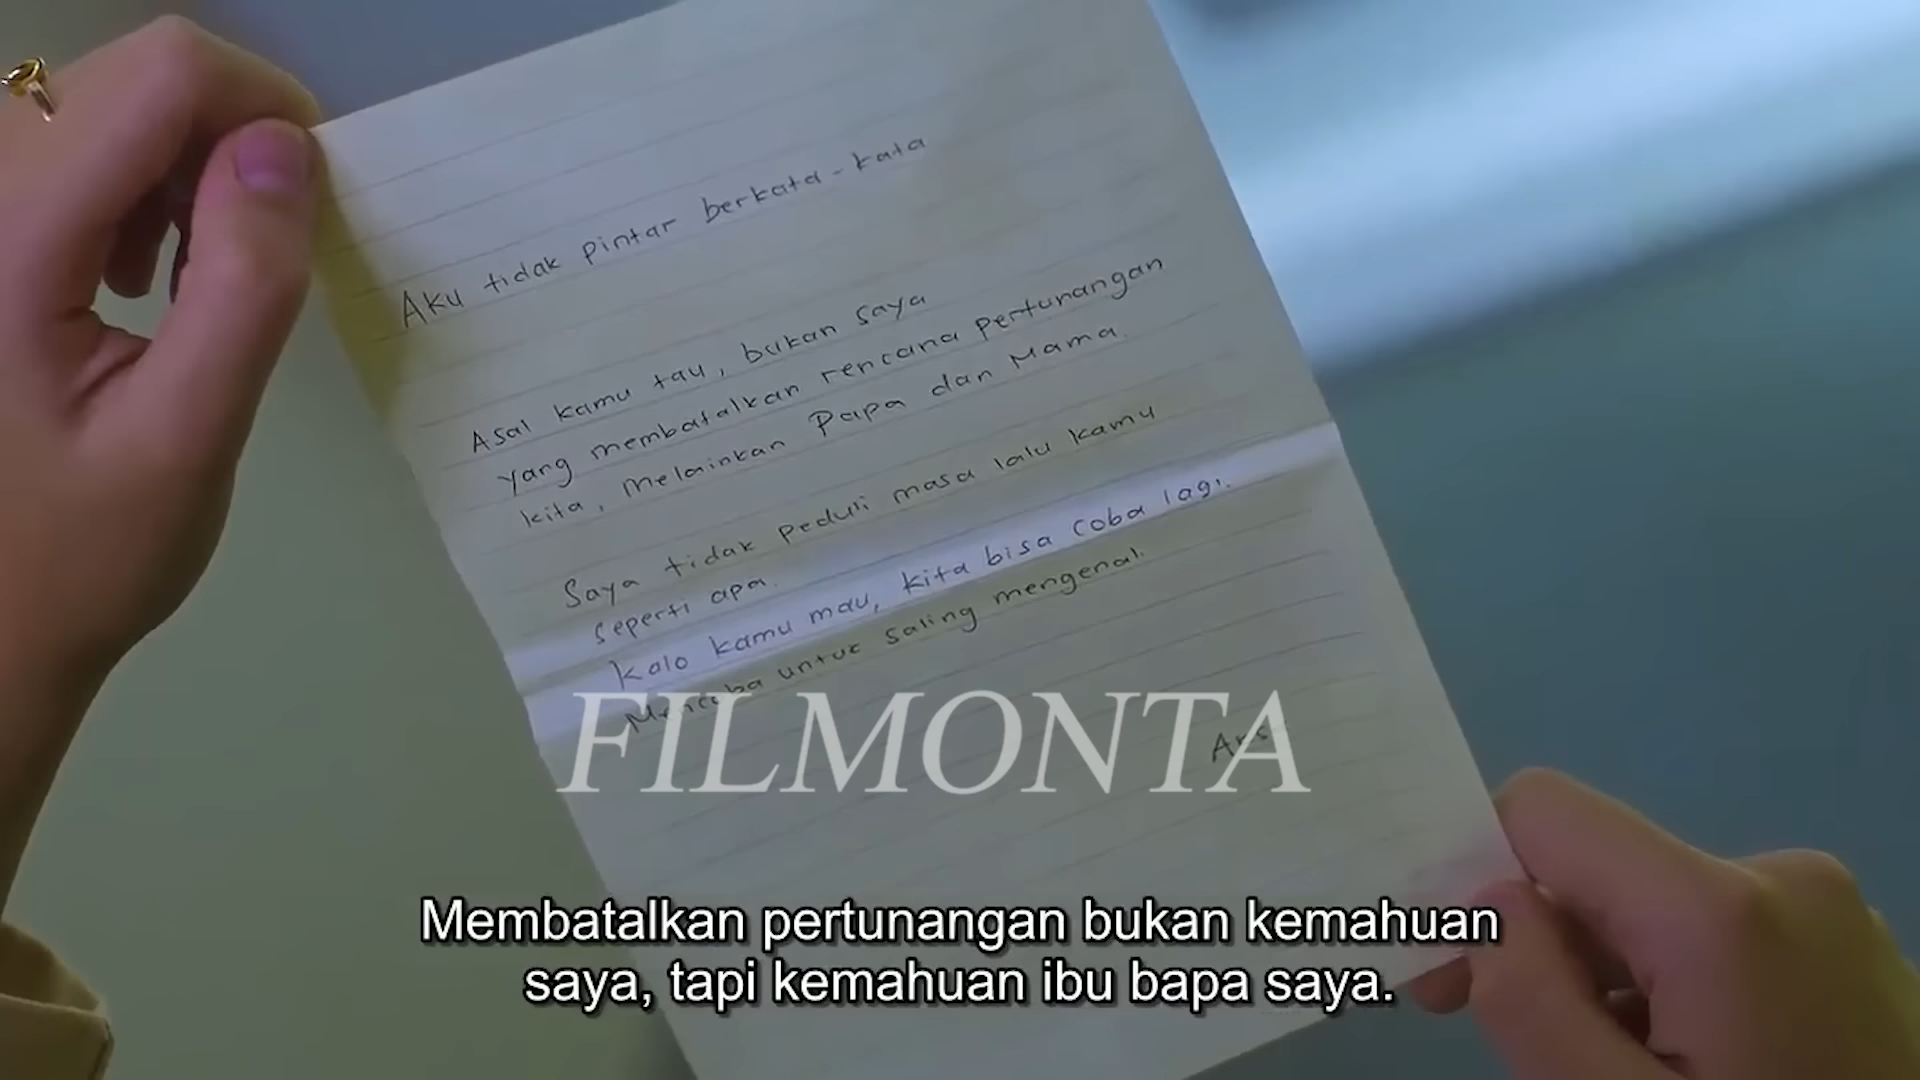 Aku tidak pintar berkata-kata
Asal kamu tau, bukan saya
yang membatalkan rencana pertunangan
kita, melainkan Papa dan Mama.
Saya tidak peduli masa lalu kamu
seperti apa.
Kalo kamu mau, kita bisa coba lagi.
Mencoba untuk saling mengenal.
FILMONTA
Membatalkan pertunangan bukan kemahuan
saya, tapi kemahuan ibu bapa saya.